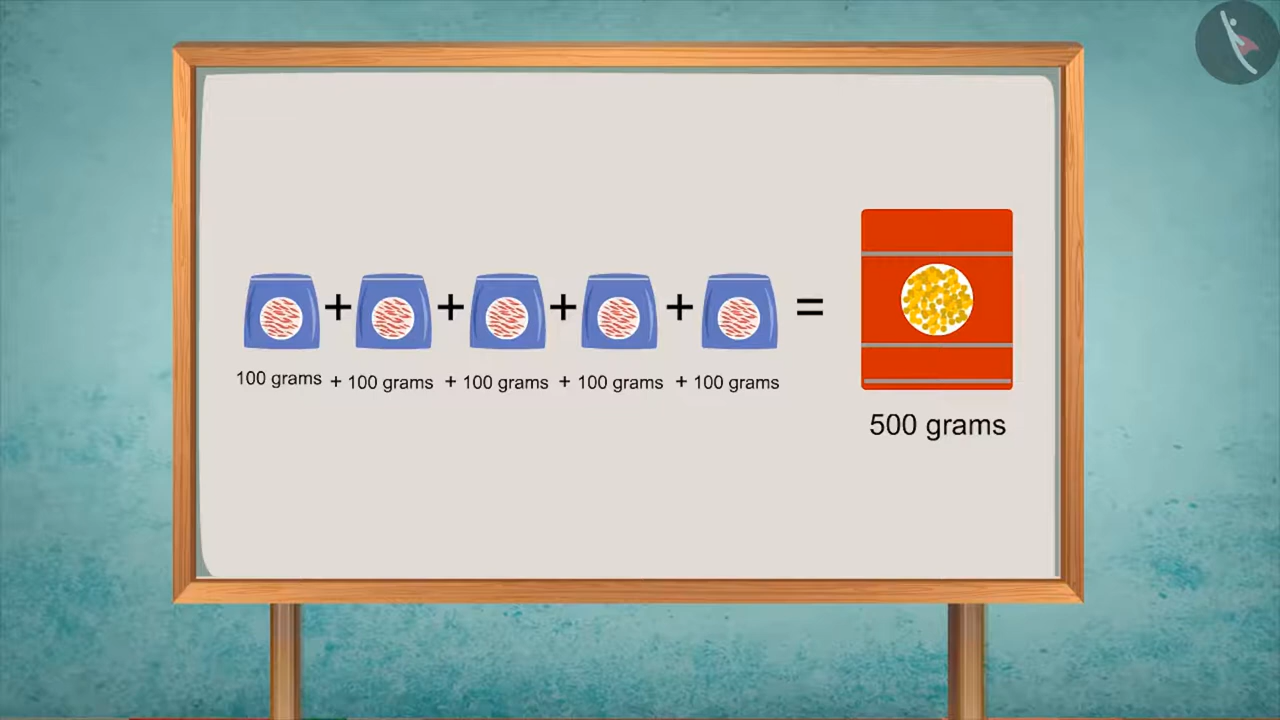 + + + + =
100 grams + 100 grams + 100 grams + 100 grams + 100 grams
500 grams